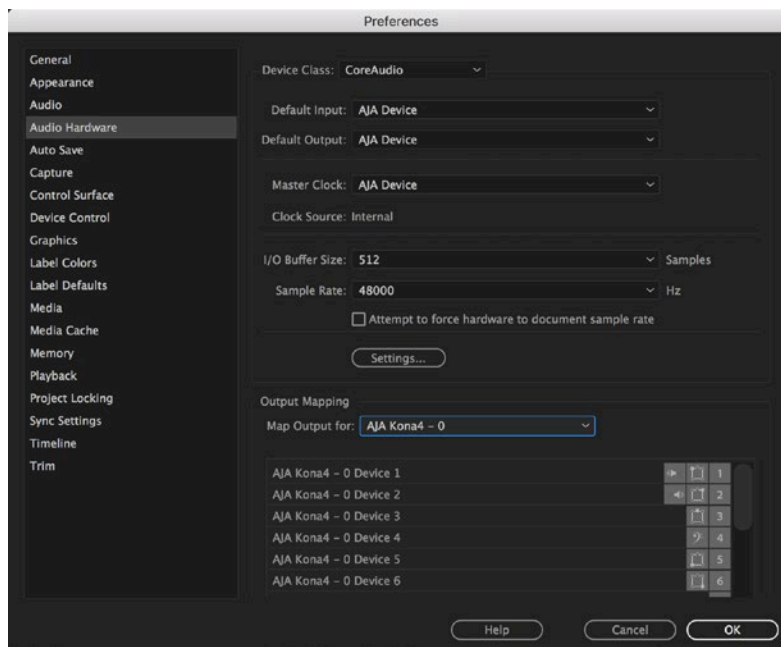 Preferences
General
Appearance
Audio
Audio Hardware
Auto Save
Capture
Control Surface
Device Control
Graphics
Label Colors
Label Defaults
Media
Media Cache
Memory
Playback
Project Locking
Sync Settings
Timeline
Trim
Device Class: CoreAudio
Default Input: AJA Device
Default Output: AJA Device
Master Clock: AJA Device
Clock Source: Internal
I/O Buffer Size: 512 Samples
Sample Rate: 48000 Hz
Attempt to force hardware to document sample rate
Settings...
Output Mapping
Map Output for: AJA Kona4 – 0
AJA Kona4 – 0 Device 1 1
AJA Kona4 – 0 Device 2 2
AJA Kona4 – 0 Device 3 3
AJA Kona4 – 0 Device 4 4
AJA Kona4 – 0 Device 5 5
AJA Kona4 – 0 Device 6 6
Help Cancel OK